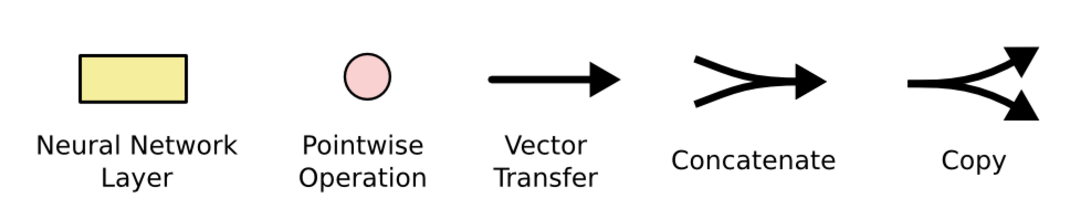 Neural Network
Layer
Pointwise
Operation
Vector
Transfer
Concatenate
Copy